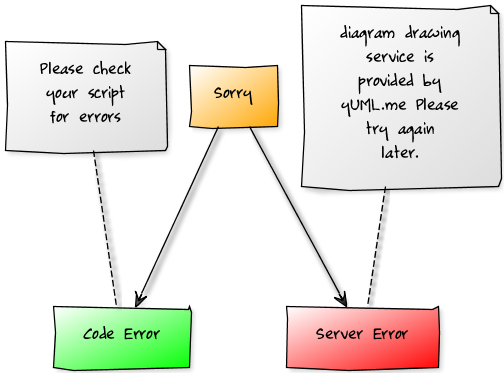 Please check
your script
for errors
Sorry
diagram drawing
service is
provided by
yUML.me Please
try again
later.
Code Error
Server Error